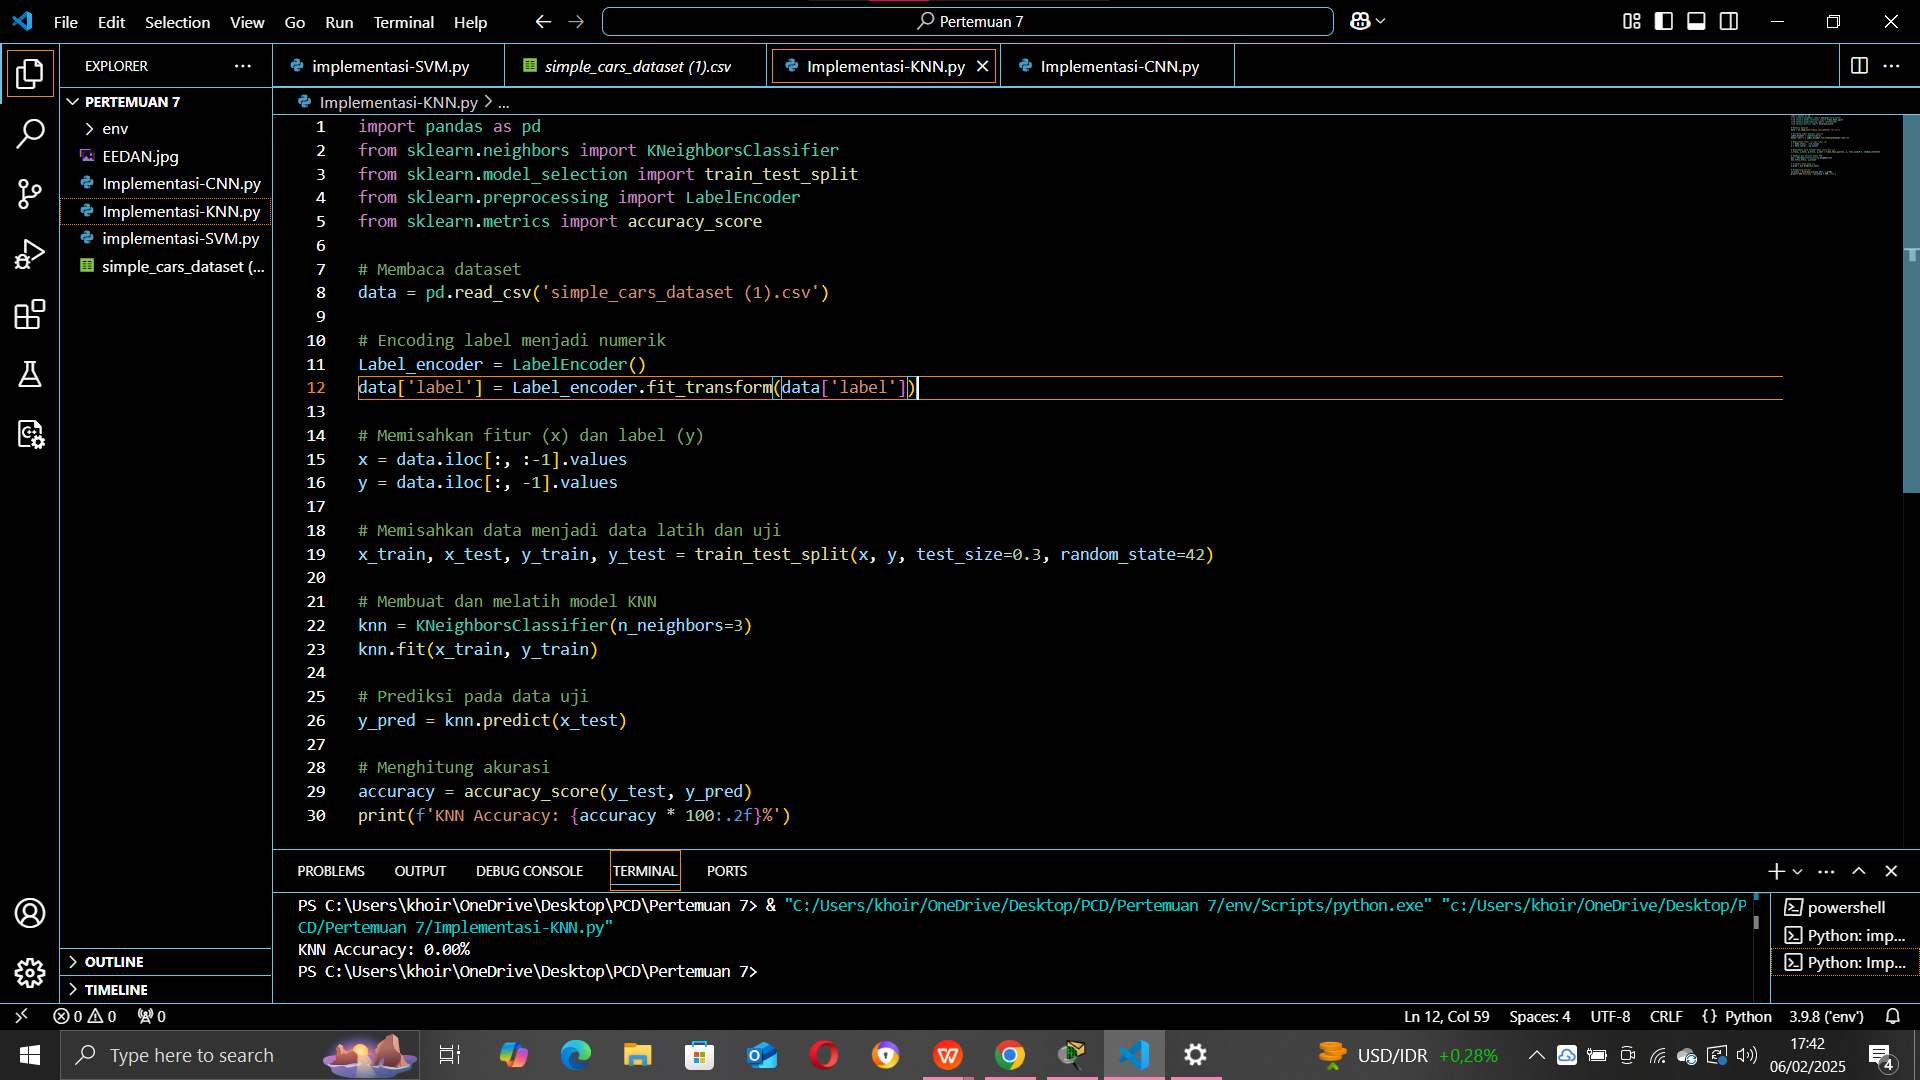 File Edit Selection View Go Run Terminal Help
Pertemuan 7
EXPLORER
implementasi-SVM.py
simple_cars_dataset (1).csv
Implementasi-KNN.py
Implementasi-CNN.py
PERTEMUAN 7
env
EEDAN.jpg
Implementasi-CNN.py
Implementasi-KNN.py
implementasi-SVM.py
simple_cars_dataset (...
OUTLINE
TIMELINE
Implementasi-KNN.py > ...
1 import pandas as pd
2 from sklearn.neighbors import KNeighborsClassifier
3 from sklearn.model_selection import train_test_split
4 from sklearn.preprocessing import LabelEncoder
5 from sklearn.metrics import accuracy_score
6
7 # Membaca dataset
8 data = pd.read_csv('simple_cars_dataset (1).csv')
9
10 # Encoding label menjadi numerik
11 Label_encoder = LabelEncoder()
12 data['label'] = Label_encoder.fit_transform(data['label'])
13
14 # Memisahkan fitur (x) dan label (y)
15 x = data.iloc[:, :-1].values
16 y = data.iloc[:, -1].values
17
18 # Memisahkan data menjadi data latih dan uji
19 x_train, x_test, y_train, y_test = train_test_split(x, y, test_size=0.3, random_state=42)
20
21 # Membuat dan melatih model KNN
22 knn = KNeighborsClassifier(n_neighbors=3)
23 knn.fit(x_train, y_train)
24
25 # Prediksi pada data uji
26 y_pred = knn.predict(x_test)
27
28 # Menghitung akurasi
29 accuracy = accuracy_score(y_test, y_pred)
30 print(f'KNN Accuracy: {accuracy * 100:.2f}%')
PROBLEMS OUTPUT DEBUG CONSOLE TERMINAL PORTS
PS C:\Users\khoir\OneDrive\Desktop\PCD\Pertemuan 7> & "C:/Users/khoir/OneDrive/Desktop/PCD/Pertemuan 7/env/Scripts/python.exe" "c:/Users/khoir/OneDrive/Desktop/P
CD/Pertemuan 7/Implementasi-KNN.py"
KNN Accuracy: 0.00%
PS C:\Users\khoir\OneDrive\Desktop\PCD\Pertemuan 7>
powershell
Python: imp...
Python: Imp...
0 0 0
Ln 12, Col 59 Spaces: 4 UTF-8 CRLF {} Python 3.9.8 ('env')
Type here to search
USD/IDR +0,28%
17:42
06/02/2025
4